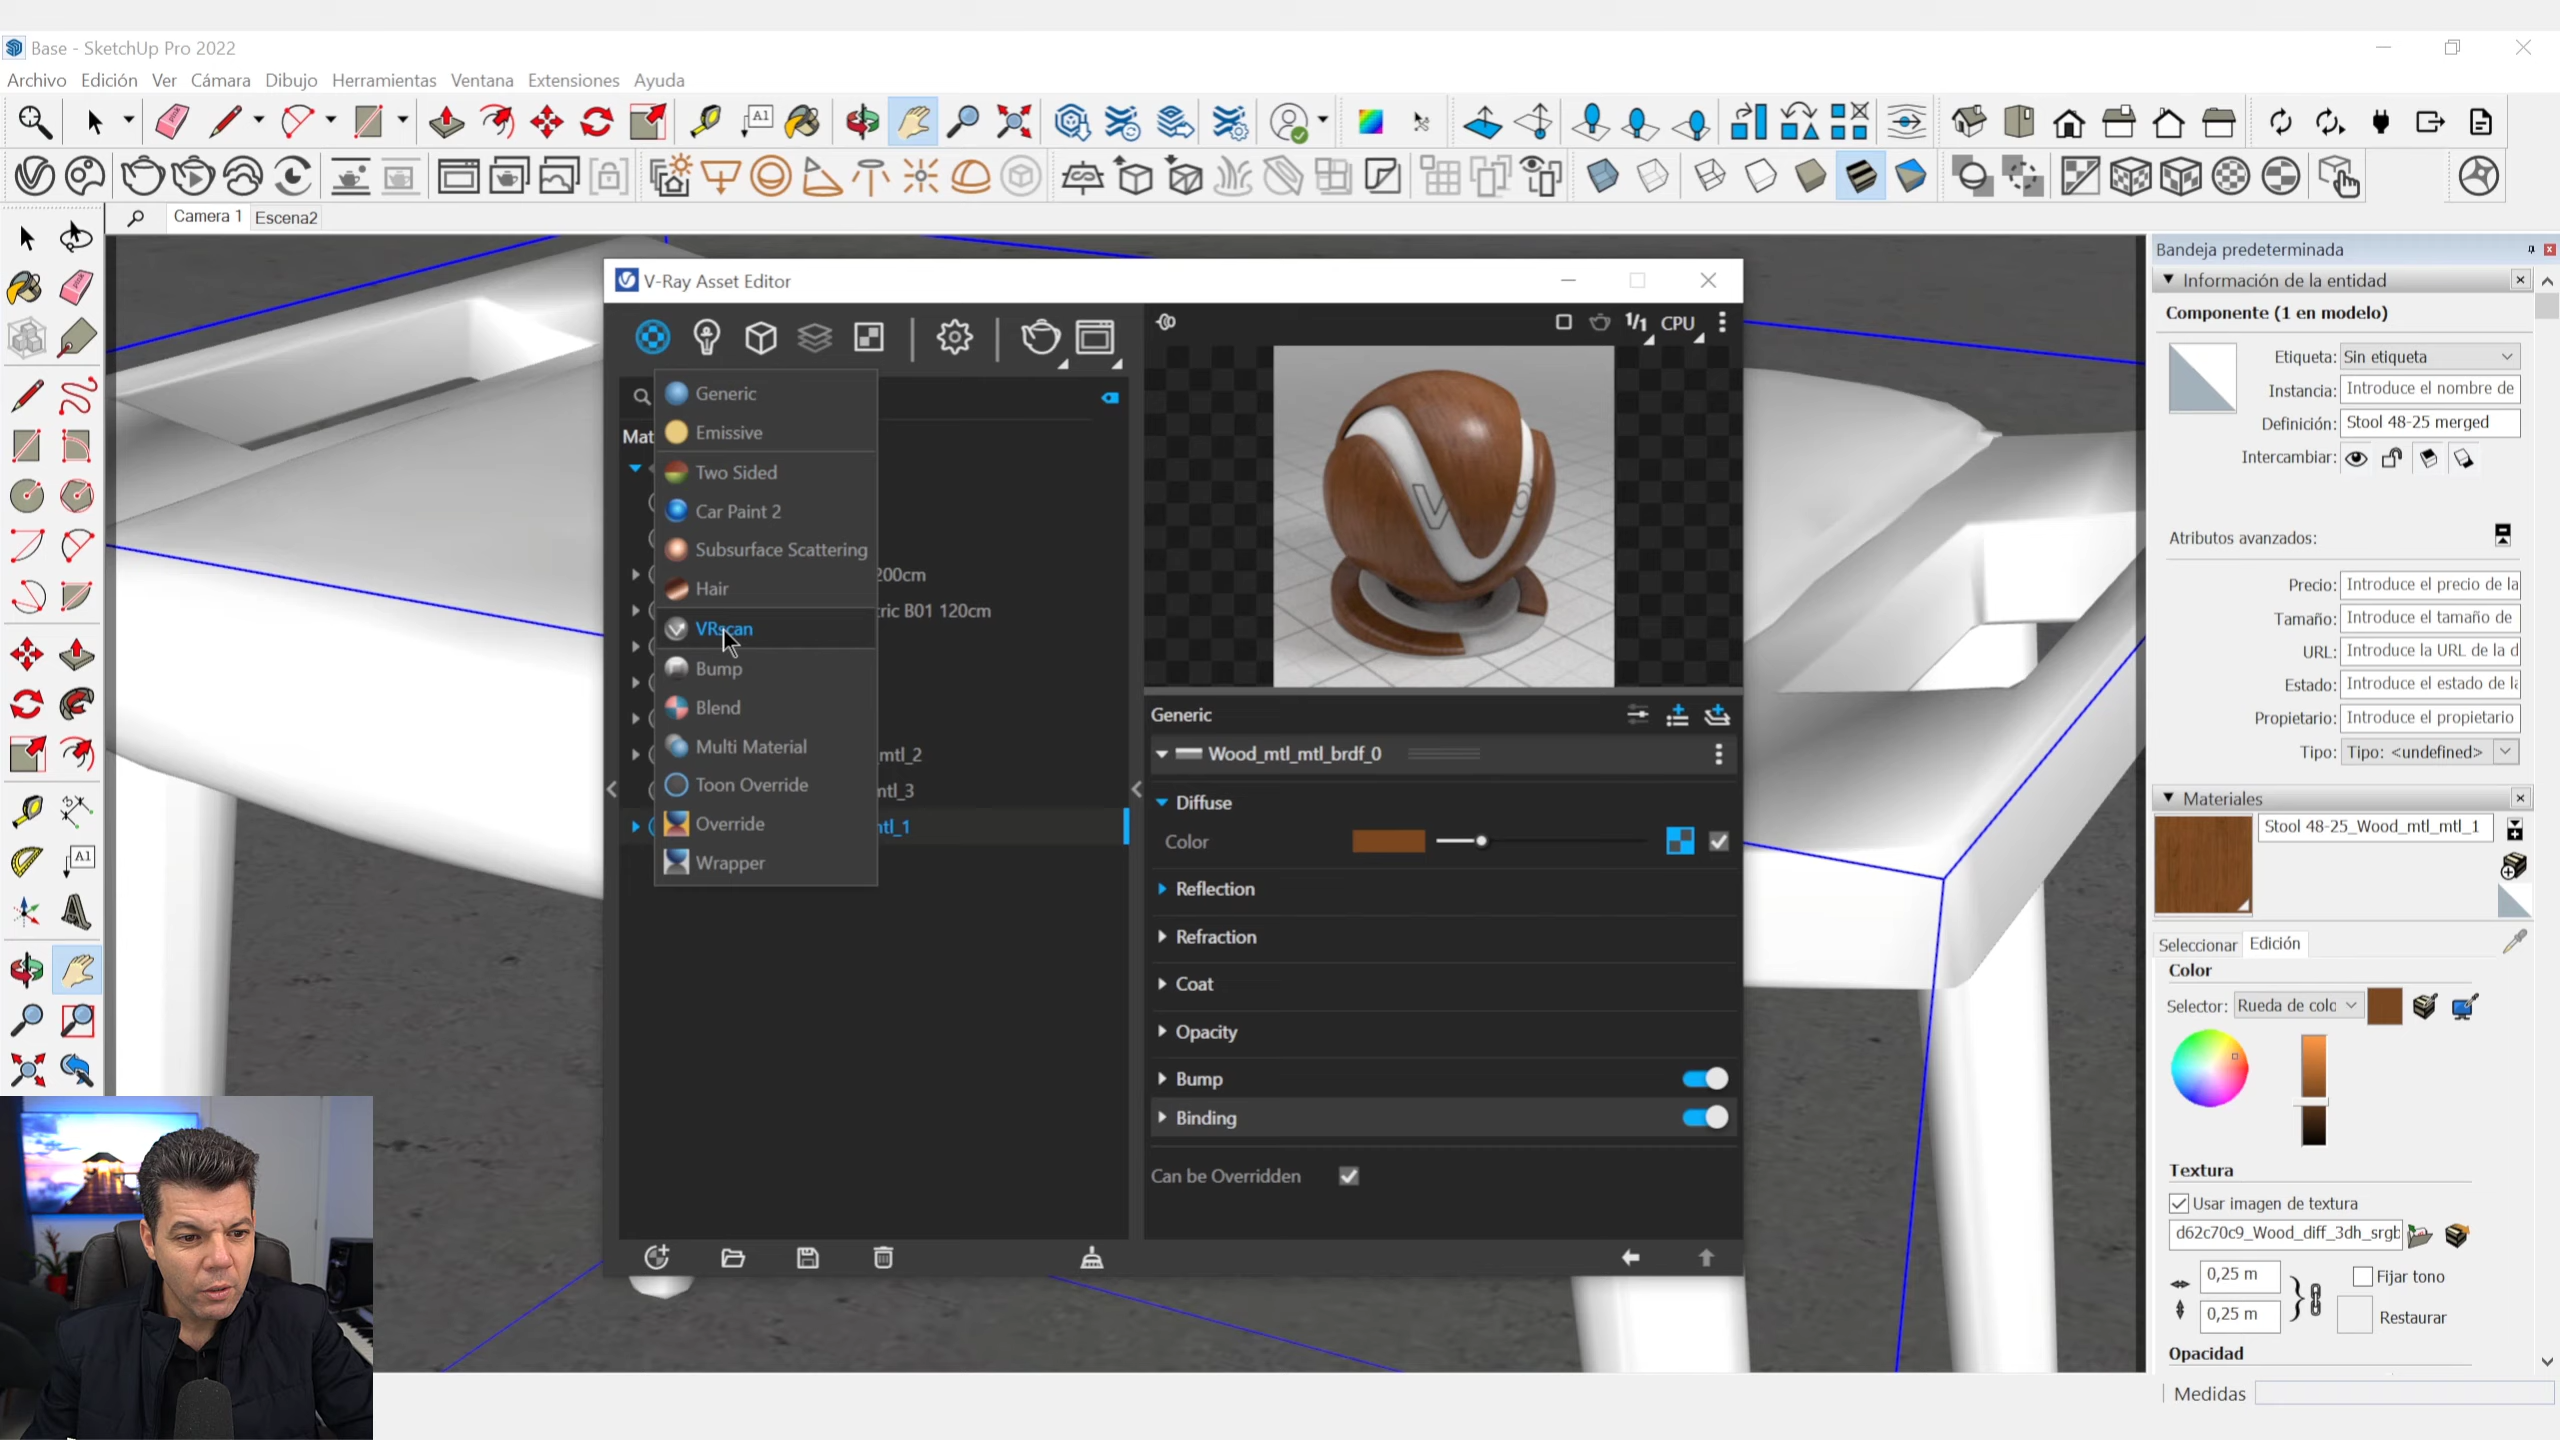 Base - SketchUp Pro 2022
Archivo Edición Ver Cámara Dibujo Herramientas Ventana Extensiones Ayuda
Camera 1 Escena2
V-Ray Asset Editor
1/1 CPU
Generic
Emissive
Mat
Two Sided
Car Paint 2
Subsurface Scattering
200cm
Hair
ric B01 120cm
VRscan
Bump
Blend
Multi Material
mtl_2
Toon Override
mtl_3
Override
ntl_1
Wrapper
Generic
Wood_mtl_mtl_brdf_0
Diffuse
Color
Reflection
Refraction
Coat
Opacity
Bump
Binding
Can be Overridden
Bandeja predeterminada
Información de la entidad
Componente (1 en modelo)
Etiqueta: Sin etiqueta
Instancia: Introduce el nombre de
Definición: Stool 48-25 merged
Intercambiar:
Atributos avanzados:
Precio: Introduce el precio de la
Tamaño: Introduce el tamaño de
URL: Introduce la URL de la d
Estado: Introduce el estado de la
Propietario: Introduce el propietario
Tipo: Tipo: <undefined>
Materiales
Stool 48-25_Wood_mtl_mtl_1
Seleccionar Edición
Color
Selector: Rueda de colc
Textura
Usar imagen de textura
d62c70c9_Wood_diff_3dh_srgb
0,25 m
Fijar tono
0,25 m
Restaurar
Opacidad
Medidas